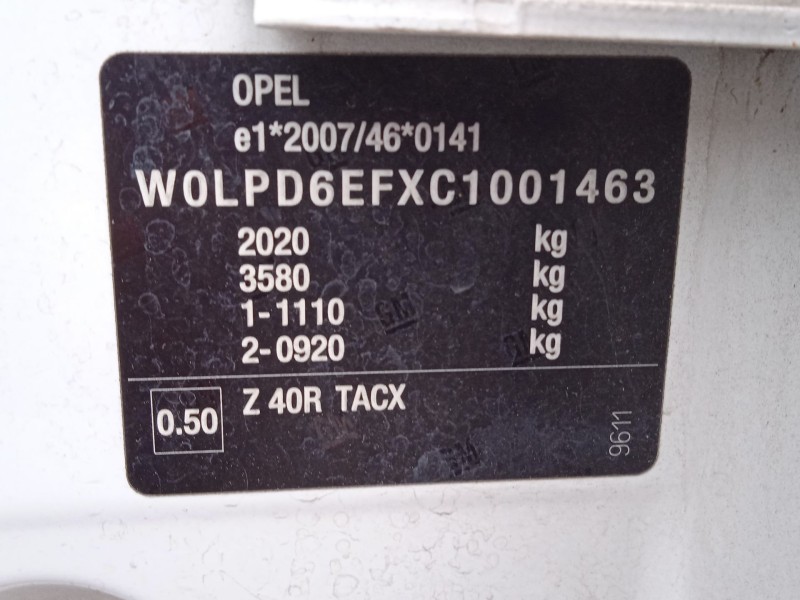 OPEL
e1*2007/46*0141
W0LPD6EFXC1001463
2020 kg
3580 kg
1-1110 kg
2-0920 kg
0.50 Z 40R TACX
9611
GM